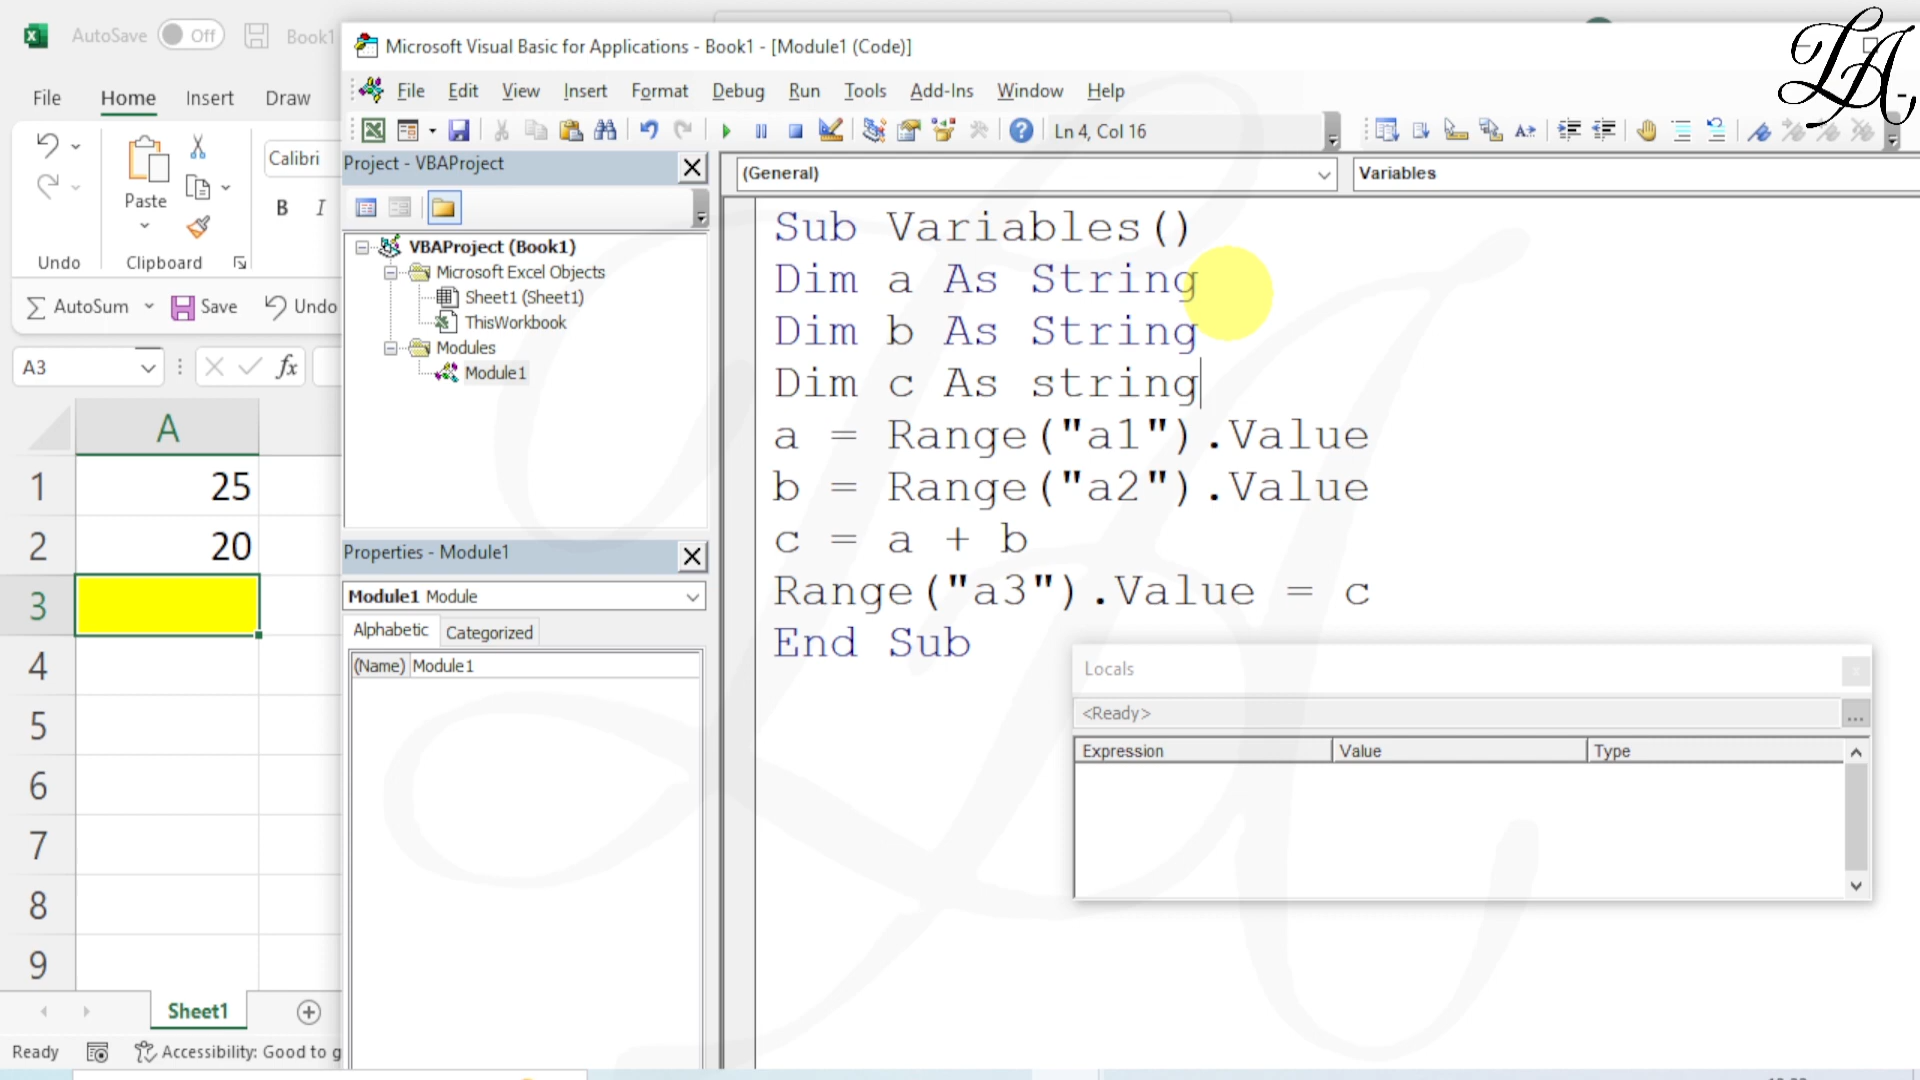 AutoSave Off Book1
File Home Insert Draw
Paste
Undo Clipboard
Calibri
B I
AutoSum Save Undo
A3 fx
A
1 25
2 20
3
4
5
6
7
8
9
Sheet1
Ready Accessibility: Good to g
Microsoft Visual Basic for Applications - Book1 - [Module1 (Code)]
File Edit View Insert Format Debug Run Tools Add-Ins Window Help
Ln 4, Col 16
Project - VBAProject
VBAProject (Book1)
Microsoft Excel Objects
Sheet1 (Sheet1)
ThisWorkbook
Modules
Module1
Properties - Module1
Module1 Module
Alphabetic Categorized
(Name) Module1
(General) Variables
Sub Variables()
Dim a As String
Dim b As String
Dim c As string
a = Range("a1").Value
b = Range("a2").Value
c = a + b
Range("a3").Value = c
End Sub
Locals
<Ready> ...
Expression Value Type
LA